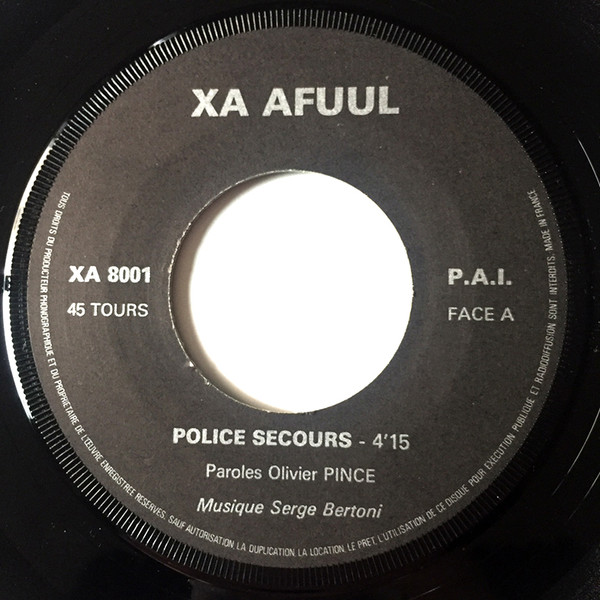 XA AFUUL
XA 8001
45 TOURS
P.A.I.
FACE A
POLICE SECOURS - 4'15
Paroles Olivier PINCE
Musique Serge Bertoni
TOUS DROITS DU PRODUCTEUR PHONOGRAPHIQUE ET DU PROPRIETAIRE DE L'ŒUVRE ENREGISTREE RESERVES. SAUF AUTORISATION, LA DUPLICATION, LA LOCATION, LE PRET, L'UTILISATION DE CE DISQUE POUR EXECUTION PUBLIQUE ET RADIODIFFUSION SONT INTERDITS. MADE IN FRANCE